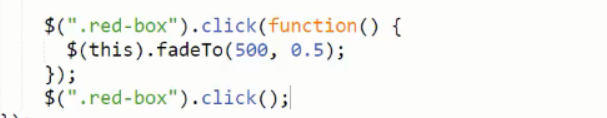 $(".red-box").click(function() {
$(this).fadeTo(500, 0.5);
});
$(".red-box").click();